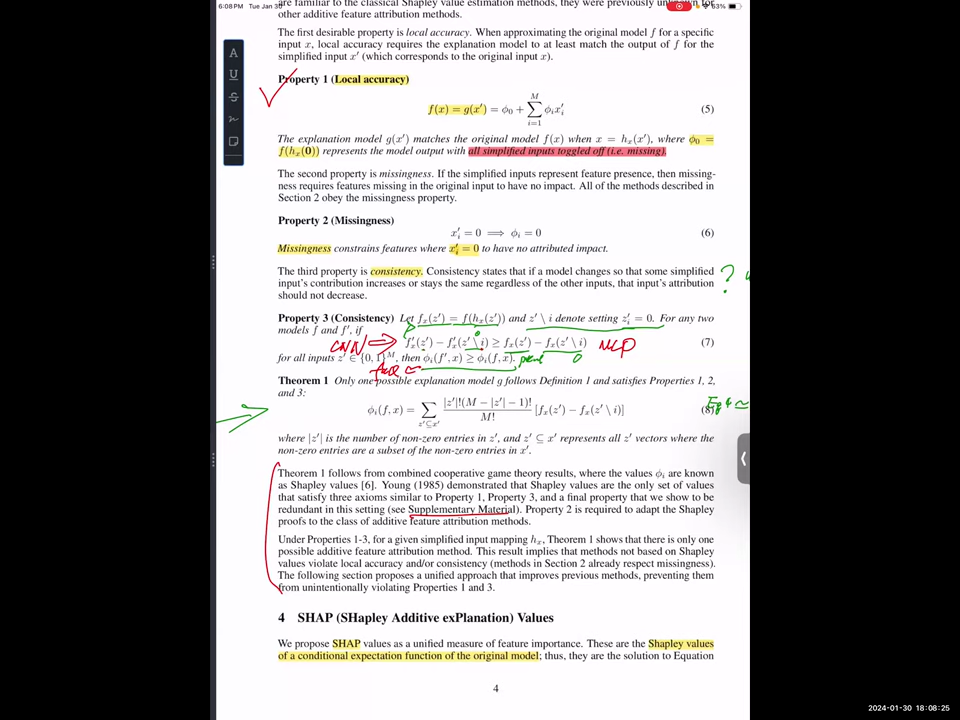 6:08 PM Tue Jan 30
63%
are familiar to the classical Shapley value estimation methods, they were previously unknown for
other additive feature attribution methods.
The first desirable property is local accuracy. When approximating the original model f for a specific
input x, local accuracy requires the explanation model to at least match the output of f for the
simplified input x′ (which corresponds to the original input x).
Property 1 (Local accuracy)
f(x) = g(x′) = ϕ₀ + ∑_{i=1}^{M} ϕᵢx′ᵢ (5)
The explanation model g(x′) matches the original model f(x) when x = hₓ(x′), where ϕ₀ =
f(hₓ(0)) represents the model output with all simplified inputs toggled off (i.e. missing).
The second property is missingness. If the simplified inputs represent feature presence, then missing-
ness requires features missing in the original input to have no impact. All of the methods described in
Section 2 obey the missingness property.
Property 2 (Missingness)
x′ᵢ = 0 ⟹ ϕᵢ = 0 (6)
Missingness constrains features where x′ᵢ = 0 to have no attributed impact.
The third property is consistency. Consistency states that if a model changes so that some simplified
input's contribution increases or stays the same regardless of the other inputs, that input's attribution
should not decrease.
?
Property 3 (Consistency) Let fₓ(z′) = f(hₓ(z′)) and z′ \ i denote setting z′ᵢ = 0. For any two
models f and f′, if
CNN f′ₓ(z′) − f′ₓ(z′ \ i) ≥ fₓ(z′) − fₓ(z′ \ i) MLP (7)
for all inputs z′ ∈ {0, 1}ᴹ, then ϕᵢ(f′, x) ≥ ϕᵢ(f, x).
Theorem 1 Only one possible explanation model g follows Definition 1 and satisfies Properties 1, 2,
and 3:
ϕᵢ(f, x) = ∑_{z′⊆x′} |z′|!(M − |z′| − 1)! / M! [fₓ(z′) − fₓ(z′ \ i)] (8)
where |z′| is the number of non-zero entries in z′, and z′ ⊆ x′ represents all z′ vectors where the
non-zero entries are a subset of the non-zero entries in x′.
Theorem 1 follows from combined cooperative game theory results, where the values ϕᵢ are known
as Shapley values [6]. Young (1985) demonstrated that Shapley values are the only set of values
that satisfy three axioms similar to Property 1, Property 3, and a final property that we show to be
redundant in this setting (see Supplementary Material). Property 2 is required to adapt the Shapley
proofs to the class of additive feature attribution methods.
Under Properties 1-3, for a given simplified input mapping hₓ, Theorem 1 shows that there is only one
possible additive feature attribution method. This result implies that methods not based on Shapley
values violate local accuracy and/or consistency (methods in Section 2 already respect missingness).
The following section proposes a unified approach that improves previous methods, preventing them
from unintentionally violating Properties 1 and 3.
4 SHAP (SHapley Additive exPlanation) Values
We propose SHAP values as a unified measure of feature importance. These are the Shapley values
of a conditional expectation function of the original model; thus, they are the solution to Equation
4
2024-01-30 18:08:25